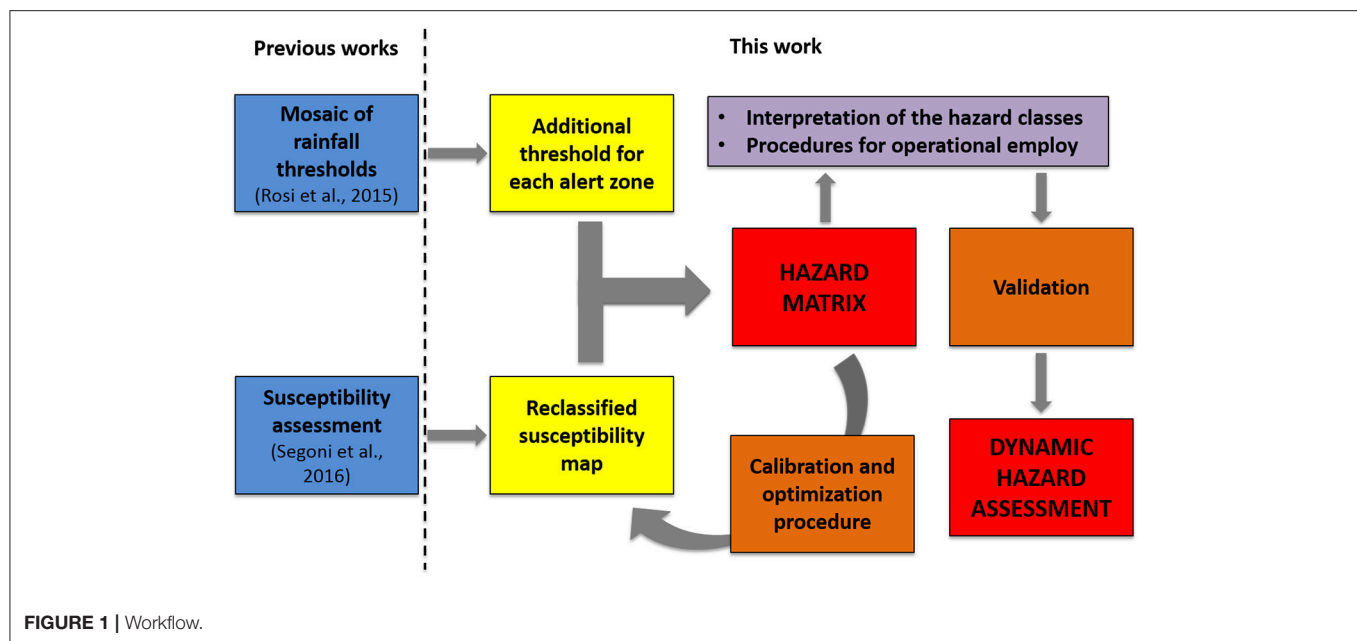 Previous works
This work
Mosaic of
rainfall
thresholds
(Rosi et al., 2015)
Additional
threshold for
each alert zone
• Interpretation of the hazard classes
• Procedures for operational employ
HAZARD
MATRIX
Validation
Susceptibility
assessment
(Segoni et al.,
2016)
Reclassified
susceptibility
map
Calibration and
optimization
procedure
DYNAMIC
HAZARD
ASSESSMENT
FIGURE 1 | Workflow.